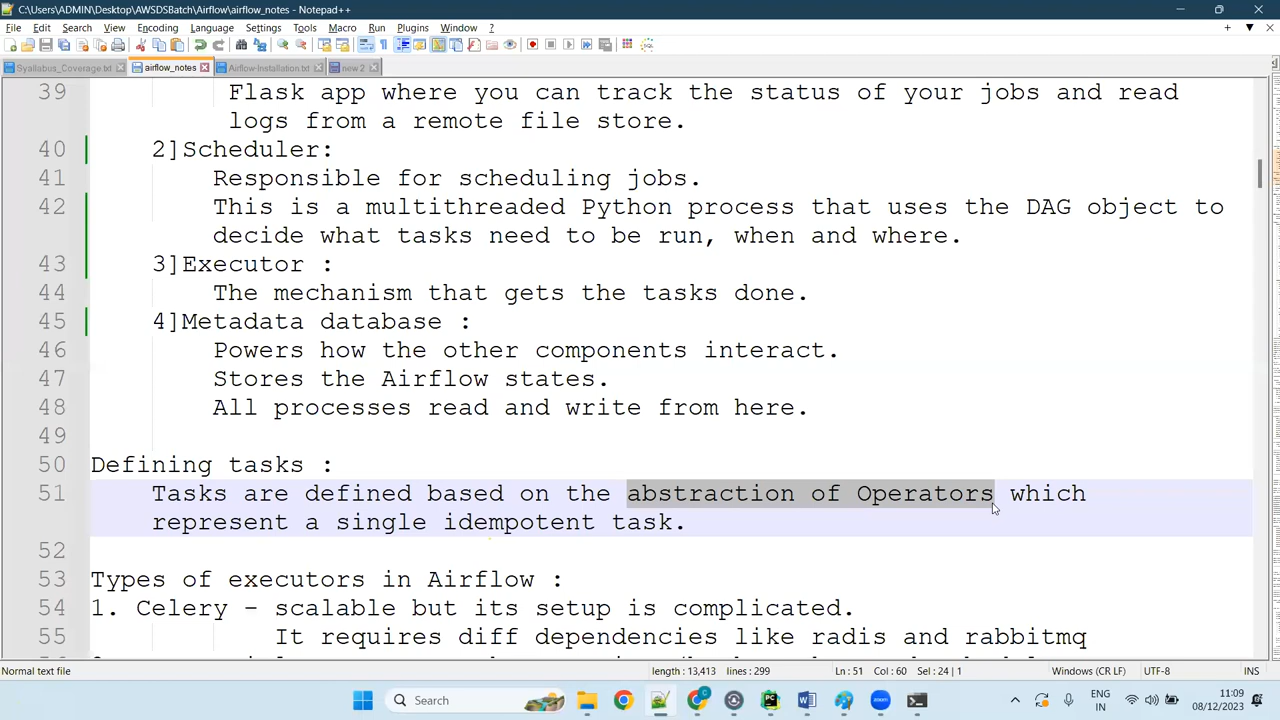 C:\Users\ADMIN\Desktop\AWSDSBatch\Airflow\airflow_notes - Notepad++
File Edit Search View Encoding Language Settings Tools Macro Run Plugins Window ?
Syallabus_Coverage.txt airflow_notes Airflow-Installation.txt new 2
39 Flask app where you can track the status of your jobs and read
logs from a remote file store.
40 2]Scheduler:
41 Responsible for scheduling jobs.
42 This is a multithreaded Python process that uses the DAG object to
decide what tasks need to be run, when and where.
43 3]Executor :
44 The mechanism that gets the tasks done.
45 4]Metadata database :
46 Powers how the other components interact.
47 Stores the Airflow states.
48 All processes read and write from here.
49
50 Defining tasks :
51 Tasks are defined based on the abstraction of Operators which
represent a single idempotent task.
52
53 Types of executors in Airflow :
54 1. Celery - scalable but its setup is complicated.
55 It requires diff dependencies like radis and rabbitmq
Normal text file length : 13,413 lines : 299 Ln : 51 Col : 60 Sel : 24 | 1 Windows (CR LF) UTF-8 INS
Search ENG IN 11:09 08/12/2023